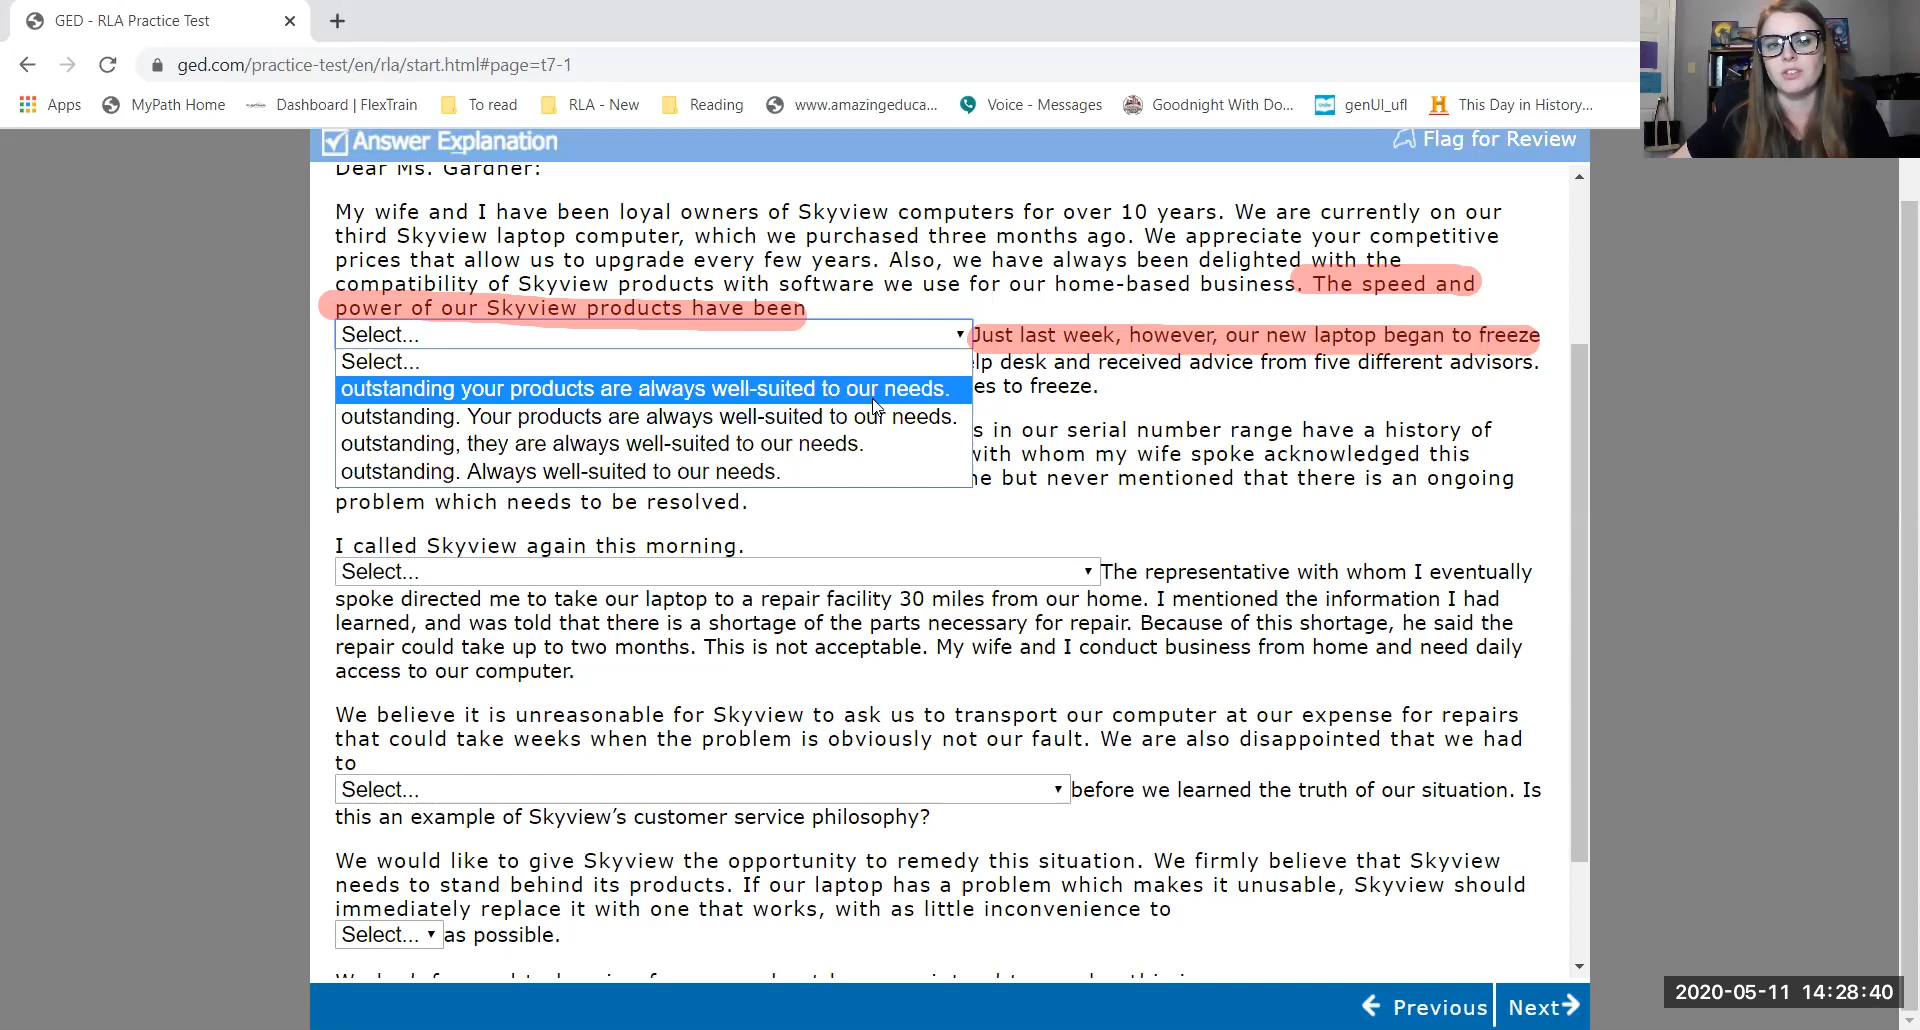 GED - RLA Practice Test
ged.com/practice-test/en/rla/start.html#page=t7-1
Apps MyPath Home Dashboard | FlexTrain To read RLA - New Reading www.amazingeduca... Voice - Messages Goodnight With Do... genUI_ufl This Day in History...
Answer Explanation Flag for Review
Dear Ms. Gardner:
My wife and I have been loyal owners of Skyview computers for over 10 years. We are currently on our
third Skyview laptop computer, which we purchased three months ago. We appreciate your competitive
prices that allow us to upgrade every few years. Also, we have always been delighted with the
compatibility of Skyview products with software we use for our home-based business. The speed and
power of our Skyview products have been
Select... Just last week, however, our new laptop began to freeze
Select... lp desk and received advice from five different advisors.
outstanding your products are always well-suited to our needs. es to freeze.
outstanding. Your products are always well-suited to our needs.
outstanding, they are always well-suited to our needs. s in our serial number range have a history of
outstanding. Always well-suited to our needs. with whom my wife spoke acknowledged this
ne but never mentioned that there is an ongoing
problem which needs to be resolved.
I called Skyview again this morning.
Select... The representative with whom I eventually
spoke directed me to take our laptop to a repair facility 30 miles from our home. I mentioned the information I had
learned, and was told that there is a shortage of the parts necessary for repair. Because of this shortage, he said the
repair could take up to two months. This is not acceptable. My wife and I conduct business from home and need daily
access to our computer.
We believe it is unreasonable for Skyview to ask us to transport our computer at our expense for repairs
that could take weeks when the problem is obviously not our fault. We are also disappointed that we had
to
Select... before we learned the truth of our situation. Is
this an example of Skyview's customer service philosophy?
We would like to give Skyview the opportunity to remedy this situation. We firmly believe that Skyview
needs to stand behind its products. If our laptop has a problem which makes it unusable, Skyview should
immediately replace it with one that works, with as little inconvenience to
Select... as possible.
Previous Next
2020-05-11 14:28:40